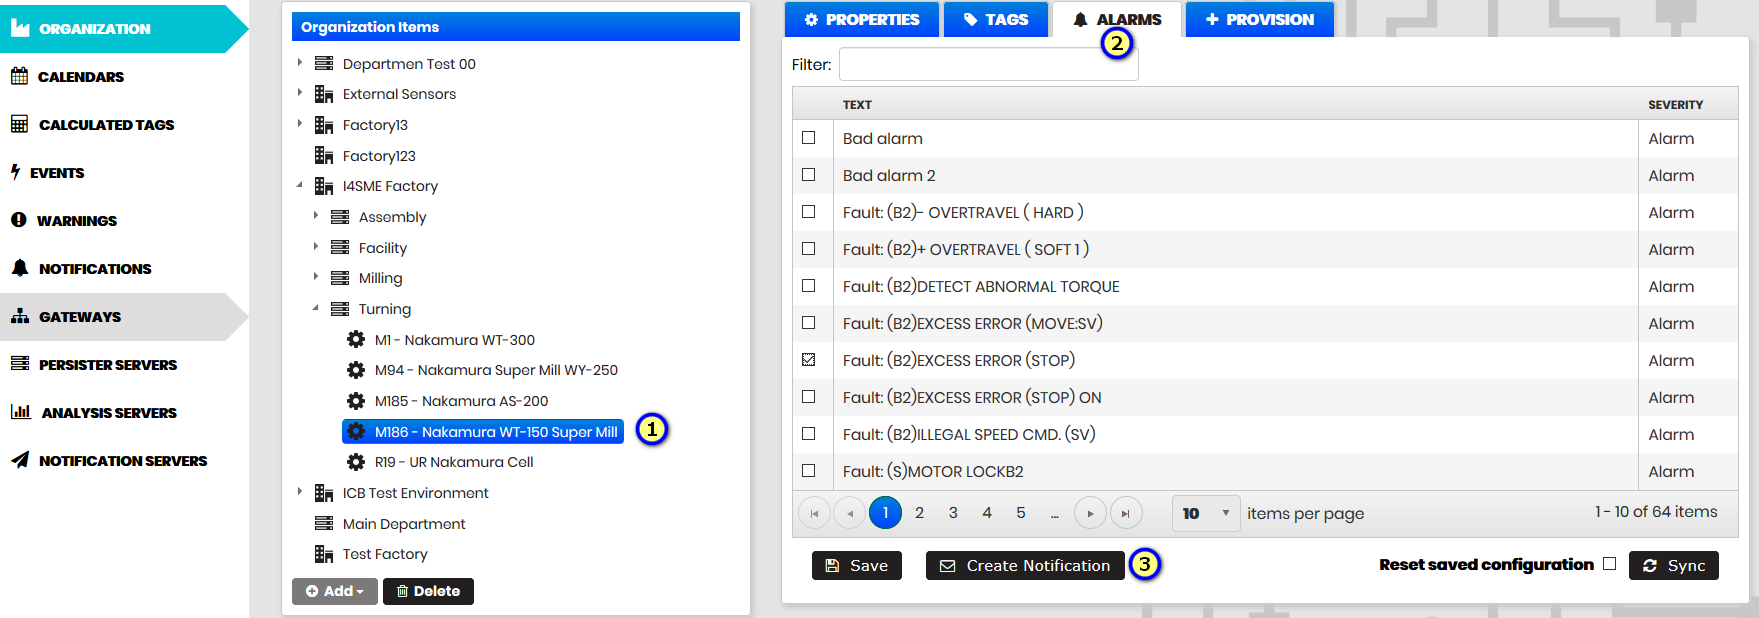 ORGANIZATION
CALENDARS
CALCULATED TAGS
EVENTS
WARNINGS
NOTIFICATIONS
GATEWAYS
PERSISTER SERVERS
ANALYSIS SERVERS
NOTIFICATION SERVERS
Organization Items
Departmen Test 00
External Sensors
Factory13
Factory123
I4SME Factory
Assembly
Facility
Milling
Turning
M1 - Nakamura WT-300
M94 - Nakamura Super Mill WY-250
M185 - Nakamura AS-200
M186 - Nakamura WT-150 Super Mill 1
R19 - UR Nakamura Cell
ICB Test Environment
Main Department
Test Factory
Add Delete
PROPERTIES TAGS ALARMS PROVISION
2
Filter:
TEXT SEVERITY
Bad alarm Alarm
Bad alarm 2 Alarm
Fault: (B2)- OVERTRAVEL ( HARD ) Alarm
Fault: (B2)+ OVERTRAVEL ( SOFT 1 ) Alarm
Fault: (B2)DETECT ABNORMAL TORQUE Alarm
Fault: (B2)EXCESS ERROR (MOVE:SV) Alarm
Fault: (B2)EXCESS ERROR (STOP) Alarm
Fault: (B2)EXCESS ERROR (STOP) ON Alarm
Fault: (B2)ILLEGAL SPEED CMD. (SV) Alarm
Fault: (S)MOTOR LOCKB2 Alarm
1 2 3 4 5 ... 10 items per page 1 - 10 of 64 items
Save Create Notification 3 Reset saved configuration Sync